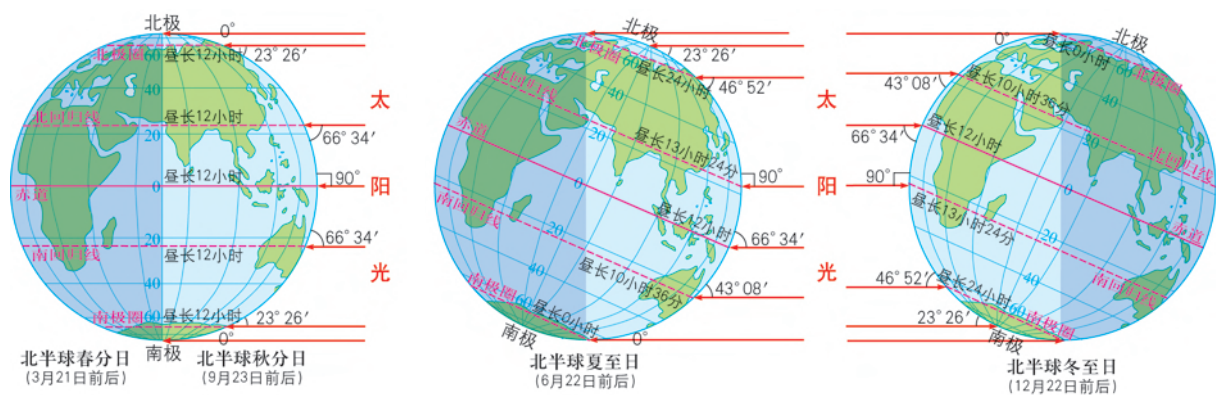 北极
0°
北极圈
60
昼长12小时
23°26′
40
北回归线
昼长12小时
20
66°34′
昼长12小时
90°
赤道
0
66°34′
20
南回归线
昼长12小时
40
南极圈
60
昼长12小时
23°26′
南极
0°
北半球春分日
(3月21日前后)
北半球秋分日
(9月23日前后)
太
阳
光
北极
北极圈
60
昼长24小时
23°26′
46°52′
北回归线
40
赤道
20
昼长13小时24分
90°
0
南回归线
昼长12小时
66°34′
20
昼长10小时36分
43°08′
40
南极圈
60
昼长0小时
0°
南极
北半球夏至日
(6月22日前后)
太
阳
光
0°
昼长0小时
北极
60
北极圈
43°08′
昼长10小时36分
40
66°34′
昼长12小时
20
北回归线
90°
0
昼长13小时24分
赤道
20
南回归线
46°52′
昼长24小时
40
23°26′
60
南极圈
南极
北半球冬至日
(12月22日前后)